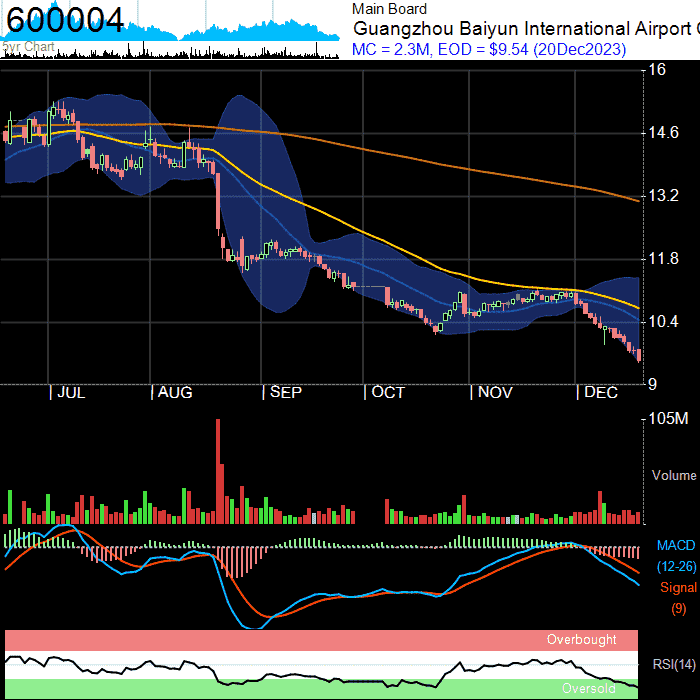 600004
5yr Chart
Main Board
Guangzhou Baiyun International Airport
MC = 2.3M, EOD = $9.54 (20Dec2023)
16
14.6
13.2
11.8
10.4
9
JUL AUG SEP OCT NOV DEC
105M
Volume
MACD
(12-26)
Signal
(9)
Overbought
RSI(14)
Oversold